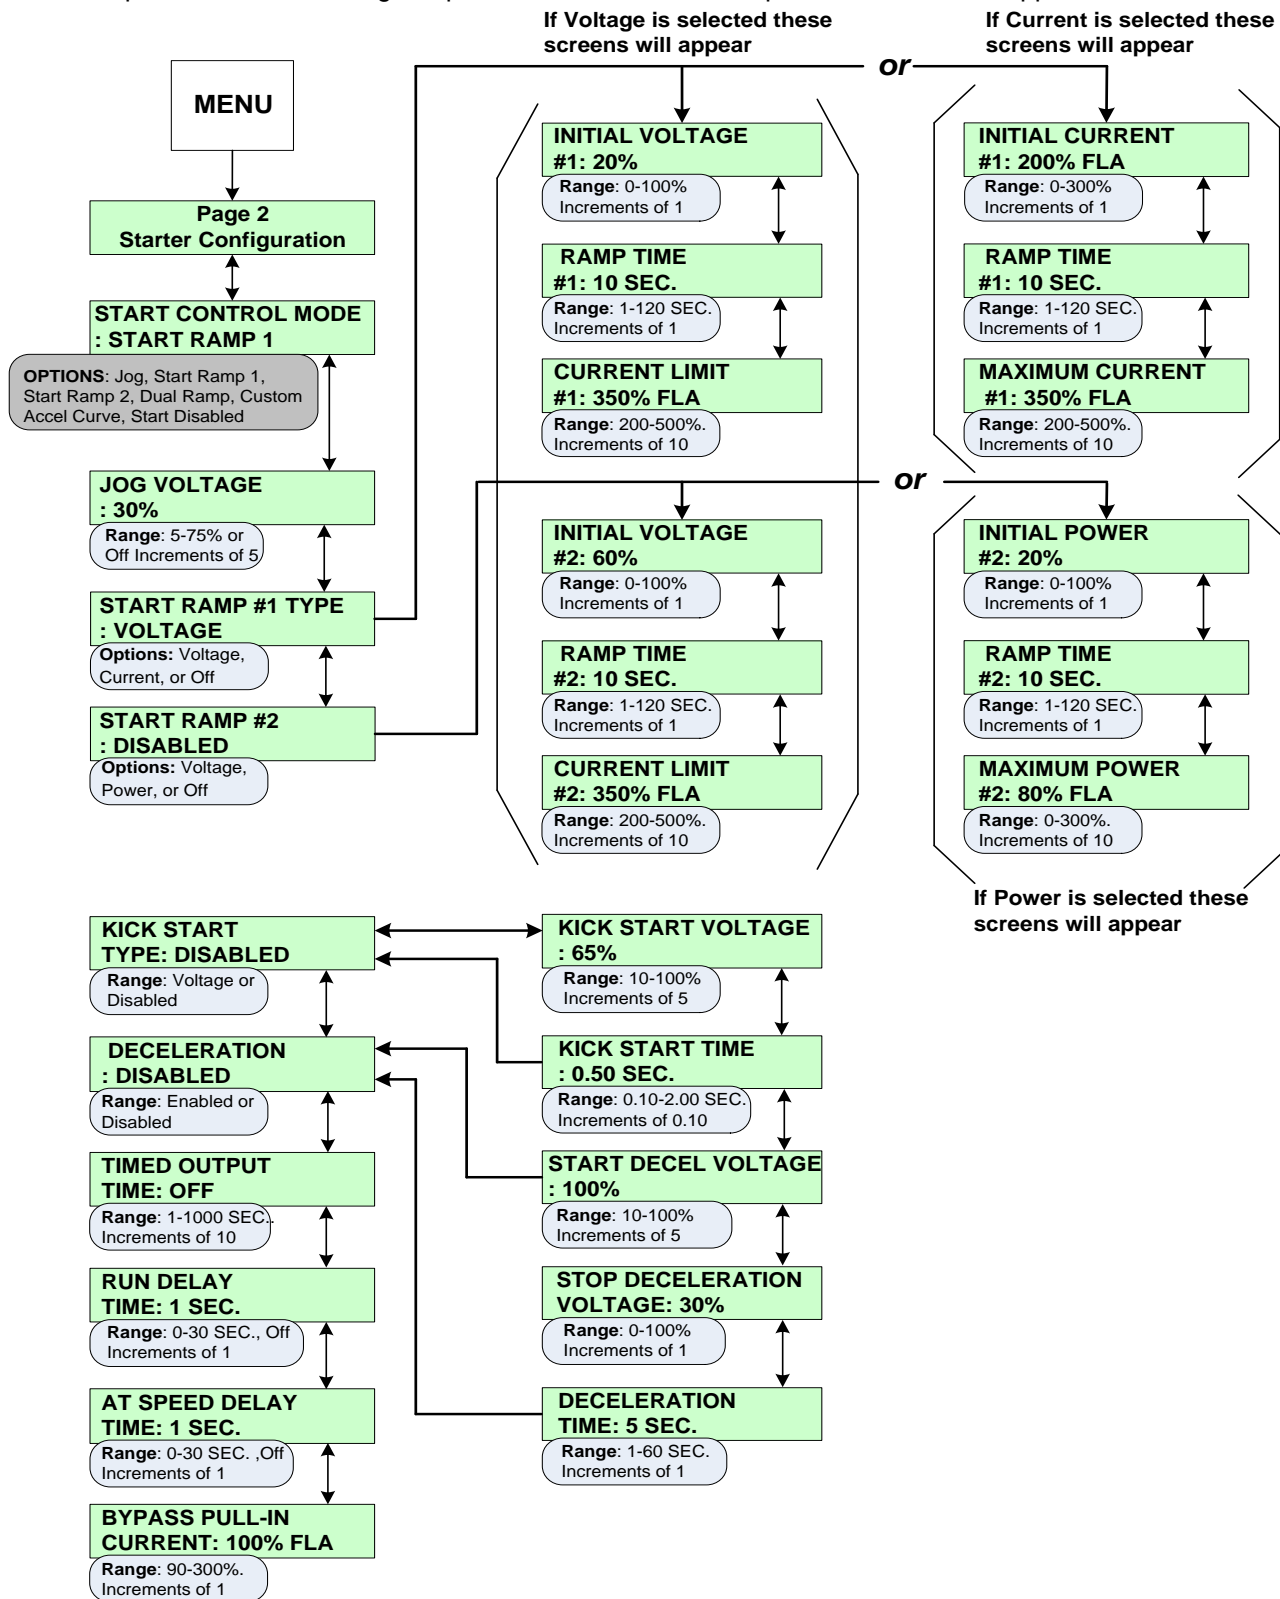 If Voltage is selected these
screens will appear
If Current is selected these
screens will appear
or
MENU
Page 2
Starter Configuration
START CONTROL MODE
: START RAMP 1
OPTIONS: Jog, Start Ramp 1,
Start Ramp 2, Dual Ramp, Custom
Accel Curve, Start Disabled
JOG VOLTAGE
: 30%
Range: 5-75% or
Off Increments of 5
START RAMP #1 TYPE
: VOLTAGE
Options: Voltage,
Current, or Off
START RAMP #2
: DISABLED
Options: Voltage,
Power, or Off
INITIAL VOLTAGE
#1: 20%
Range: 0-100%
Increments of 1
RAMP TIME
#1: 10 SEC.
Range: 1-120 SEC.
Increments of 1
CURRENT LIMIT
#1: 350% FLA
Range: 200-500%.
Increments of 10
INITIAL CURRENT
#1: 200% FLA
Range: 0-300%
Increments of 1
RAMP TIME
#1: 10 SEC.
Range: 1-120 SEC.
Increments of 1
MAXIMUM CURRENT
#1: 350% FLA
Range: 200-500%.
Increments of 10
or
INITIAL VOLTAGE
#2: 60%
Range: 0-100%
Increments of 1
RAMP TIME
#2: 10 SEC.
Range: 1-120 SEC.
Increments of 1
CURRENT LIMIT
#2: 350% FLA
Range: 200-500%.
Increments of 10
INITIAL POWER
#2: 20%
Range: 0-100%
Increments of 1
RAMP TIME
#2: 10 SEC.
Range: 1-120 SEC.
Increments of 1
MAXIMUM POWER
#2: 80% FLA
Range: 0-300%.
Increments of 10
If Power is selected these
screens will appear
KICK START
TYPE: DISABLED
Range: Voltage or
Disabled
DECELERATION
: DISABLED
Range: Enabled or
Disabled
TIMED OUTPUT
TIME: OFF
Range: 1-1000 SEC..
Increments of 10
RUN DELAY
TIME: 1 SEC.
Range: 0-30 SEC., Off
Increments of 1
AT SPEED DELAY
TIME: 1 SEC.
Range: 0-30 SEC. ,Off
Increments of 1
BYPASS PULL-IN
CURRENT: 100% FLA
Range: 90-300%.
Increments of 1
KICK START VOLTAGE
: 65%
Range: 10-100%
Increments of 5
KICK START TIME
: 0.50 SEC.
Range: 0.10-2.00 SEC.
Increments of 0.10
START DECEL VOLTAGE
: 100%
Range: 10-100%
Increments of 5
STOP DECELERATION
VOLTAGE: 30%
Range: 0-100%
Increments of 1
DECELERATION
TIME: 5 SEC.
Range: 1-60 SEC.
Increments of 1